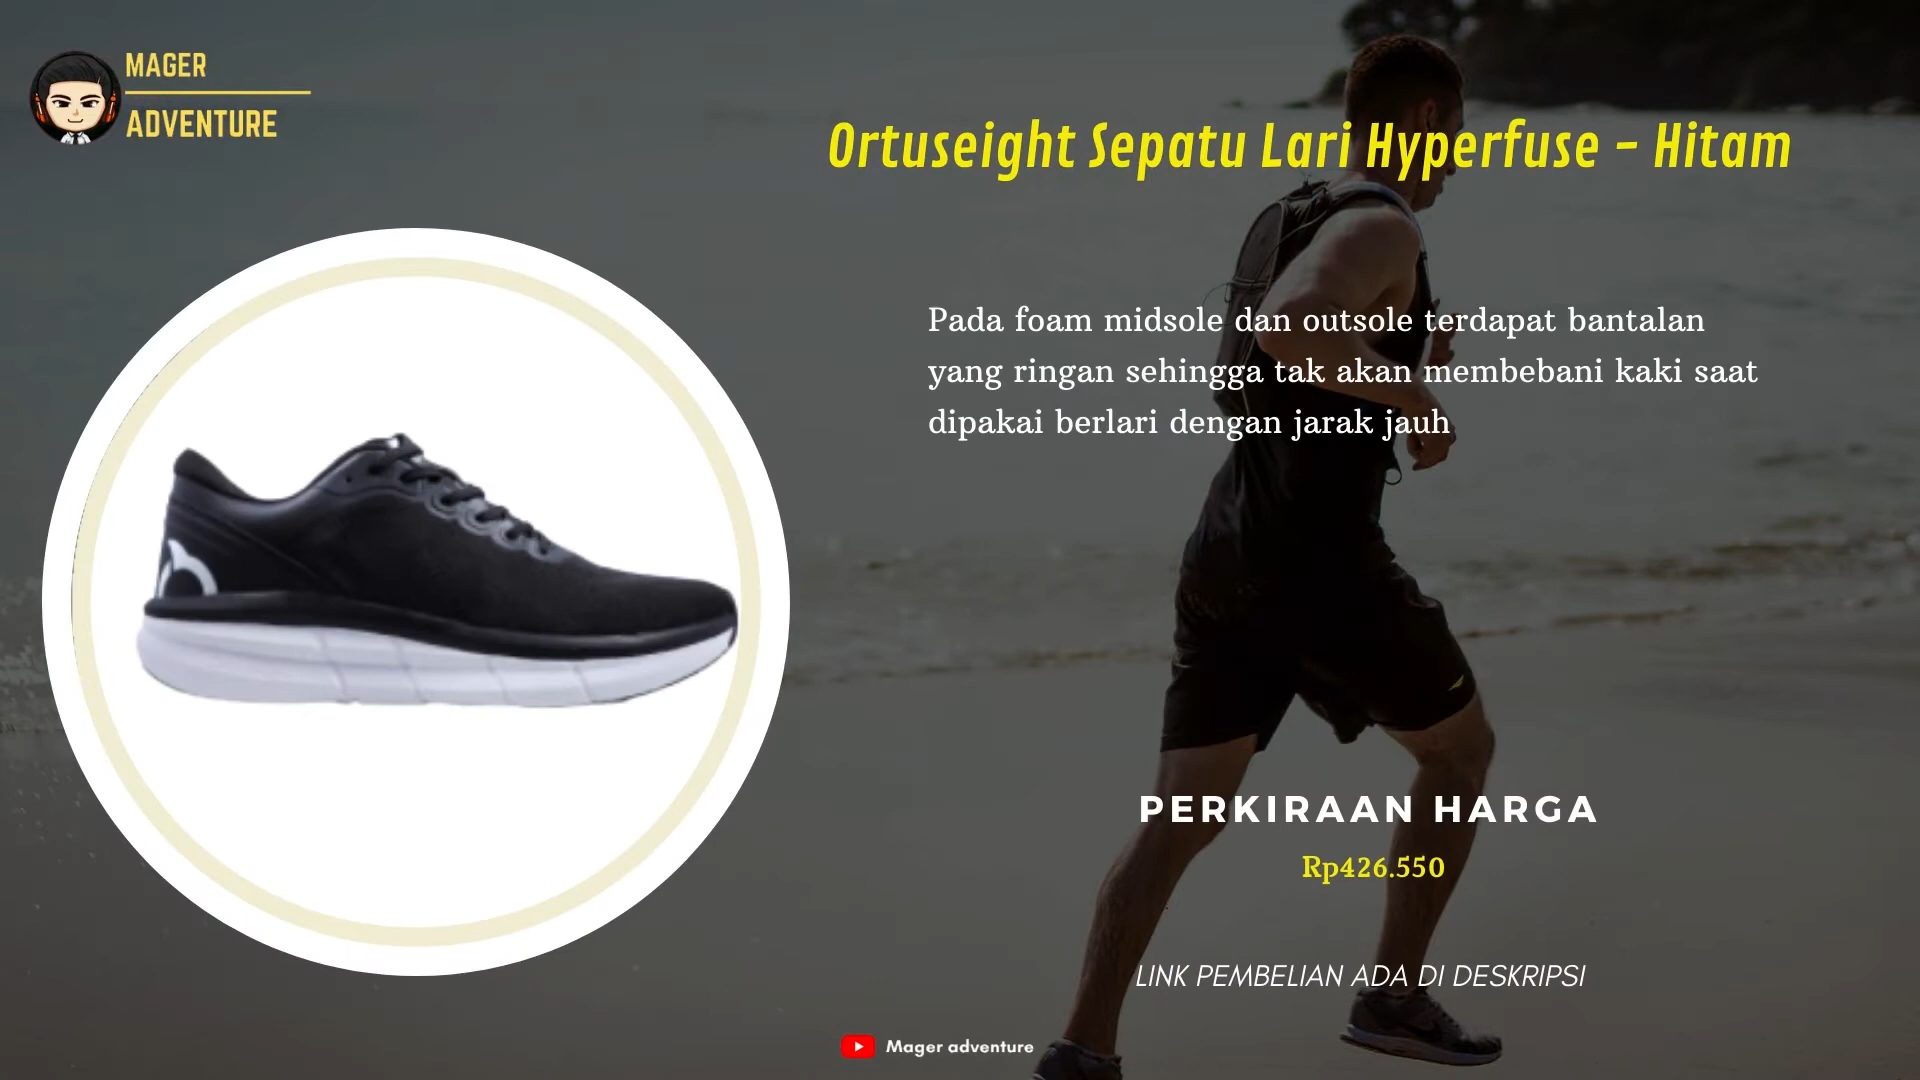 MAGER
ADVENTURE
Ortuseight Sepatu Lari Hyperfuse - Hitam
Pada foam midsole dan outsole terdapat bantalan
yang ringan sehingga tak akan membebani kaki saat
dipakai berlari dengan jarak jauh
PERKIRAAN HARGA
Rp426.550
LINK PEMBELIAN ADA DI DESKRIPSI
Mager adventure